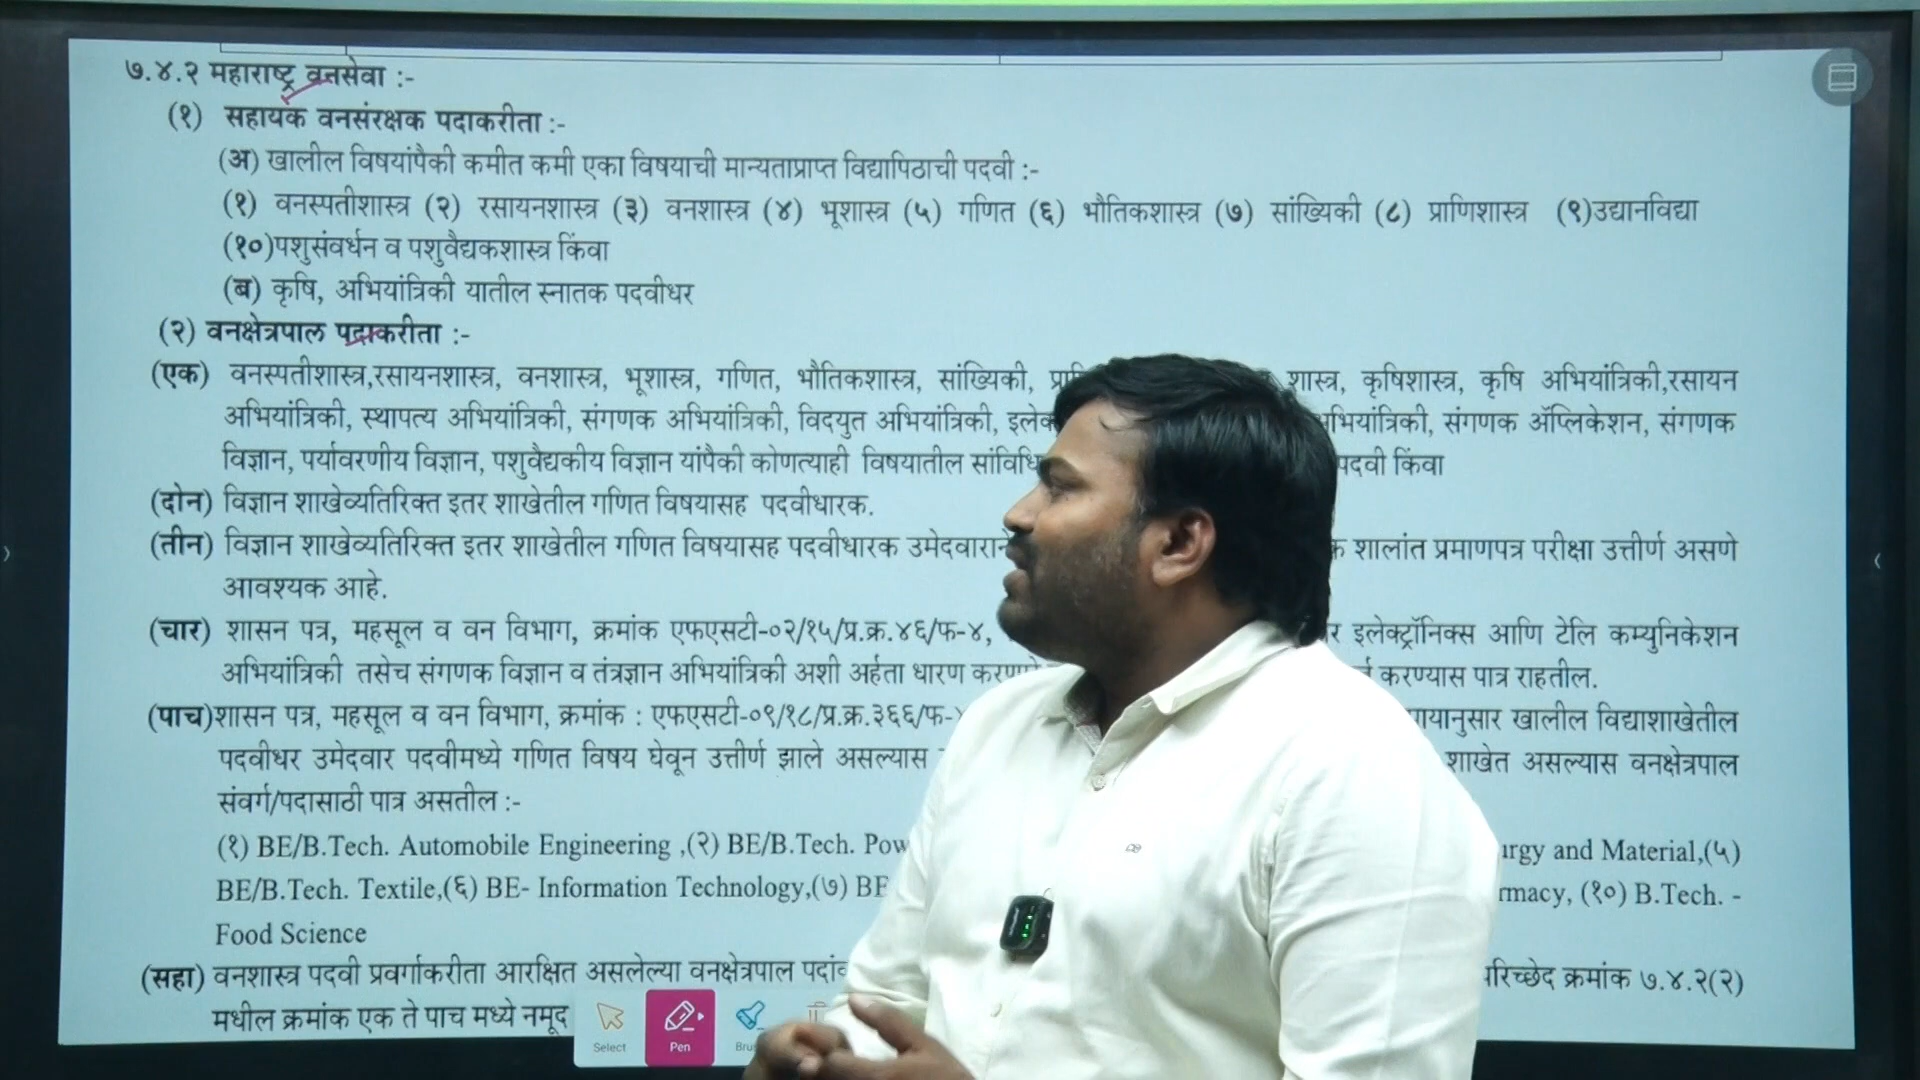 ७.४.२ महाराष्ट्र वनसेवा :-
(१) सहायक वनसंरक्षक पदाकरीता :-
(अ) खालील विषयांपैकी कमीत कमी एका विषयाची मान्यताप्राप्त विद्यापिठाची पदवी :-
(१) वनस्पतीशास्त्र (२) रसायनशास्त्र (३) वनशास्त्र (४) भूशास्त्र (५) गणित (६) भौतिकशास्त्र (७) सांख्यिकी (८) प्राणिशास्त्र (९)उद्यानविद्या
(१०)पशुसंवर्धन व पशुवैद्यकशास्त्र किंवा
(ब) कृषि, अभियांत्रिकी यातील स्नातक पदवीधर
(२) वनक्षेत्रपाल पदाकरीता :-
(एक) वनस्पतीशास्त्र,रसायनशास्त्र, वनशास्त्र, भूशास्त्र, गणित, भौतिकशास्त्र, सांख्यिकी, शास्त्र, कृषिशास्त्र, कृषि अभियांत्रिकी,रसायन
अभियांत्रिकी, स्थापत्य अभियांत्रिकी, संगणक अभियांत्रिकी, विदयुत अभियांत्रिकी, संगणक ॲप्लिकेशन, संगणक
विज्ञान, पर्यावरणीय विज्ञान, पशुवैद्यकीय विज्ञान यांपैकी कोणत्याही विषयातील पदवी किंवा
(दोन) विज्ञान शाखेव्यतिरिक्त इतर शाखेतील गणित विषयासह पदवीधारक.
(तीन) विज्ञान शाखेव्यतिरिक्त इतर शाखेतील गणित विषयासह पदवीधारक शालांत प्रमाणपत्र परीक्षा उत्तीर्ण असणे
आवश्यक आहे.
(चार) शासन पत्र, महसूल व वन विभाग, क्रमांक एफएसटी-०२/१५/प्र.क्र.४६/फ-४, इलेक्ट्रॉनिक्स आणि टेलि कम्युनिकेशन
अभियांत्रिकी तसेच संगणक विज्ञान व तंत्रज्ञान अभियांत्रिकी अशी अर्हता धारण करण्यास पात्र राहतील.
(पाच)शासन पत्र, महसूल व वन विभाग, क्रमांक : एफएसटी-०९/१८/प्र.क्र.३६६/फ- खालील विद्याशाखेतील
पदवीधर उमेदवार पदवीमध्ये गणित विषय घेवून उत्तीर्ण झाले असल्यास शाखेत असल्यास वनक्षेत्रपाल
संवर्ग/पदासाठी पात्र असतील :-
(१) BE/B.Tech. Automobile Engineering ,(२) BE/B.Tech. and Material,(५)
BE/B.Tech. Textile,(६) BE- Information Technology,(७) BE (१०) B.Tech. -
Food Science
(सहा) वनशास्त्र पदवी प्रवर्गाकरीता आरक्षित असलेल्या वनक्षेत्रपाल परिच्छेद क्रमांक ७.४.२(२)
मधील क्रमांक एक ते पाच मध्ये नमूद
Select Pen